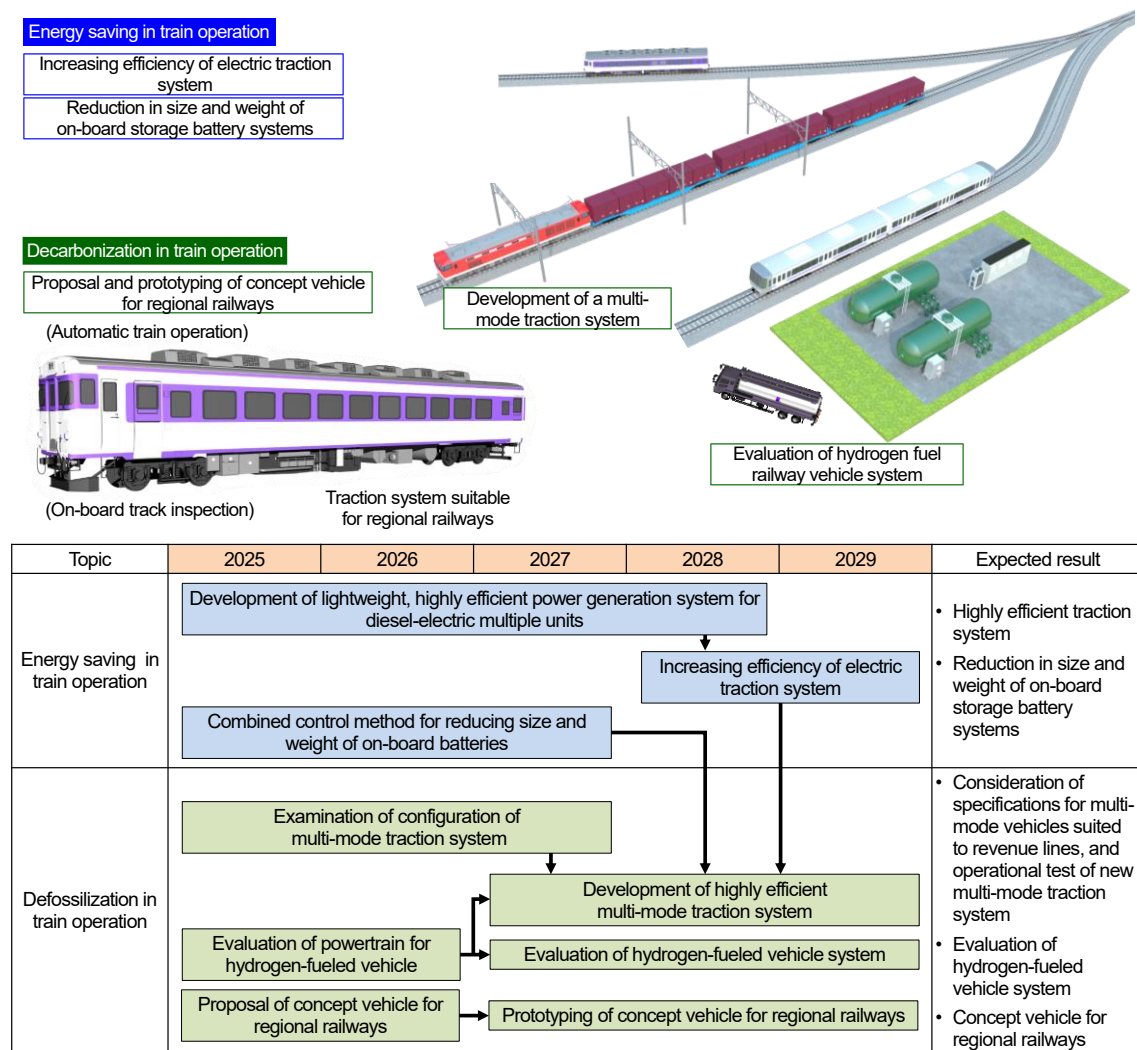 Energy saving in train operation
Increasing efficiency of electric traction
system
Reduction in size and weight of
on-board storage battery systems
Decarbonization in train operation
Proposal and prototyping of concept vehicle
for regional railways
(Automatic train operation)
Development of a multi-
mode traction system
Evaluation of hydrogen fuel
railway vehicle system
(On-board track inspection)
Traction system suitable
for regional railways
Topic
2025
2026
2027
2028
2029
Expected result
Energy saving in
train operation
Development of lightweight, highly efficient power generation system for
diesel-electric multiple units
Increasing efficiency of electric
traction system
Combined control method for reducing size and
weight of on-board batteries
• Highly efficient traction
system
• Reduction in size and
weight of on-board
storage battery
systems
Defossilization in
train operation
Examination of configuration of
multi-mode traction system
Development of highly efficient
multi-mode traction system
Evaluation of powertrain for
hydrogen-fueled vehicle
Evaluation of hydrogen-fueled vehicle system
Proposal of concept vehicle for
regional railways
Prototyping of concept vehicle for regional railways
• Consideration of
specifications for multi-
mode vehicles suited
to revenue lines, and
operational test of new
multi-mode traction
system
• Evaluation of
hydrogen-fueled
vehicle system
• Concept vehicle for
regional railways